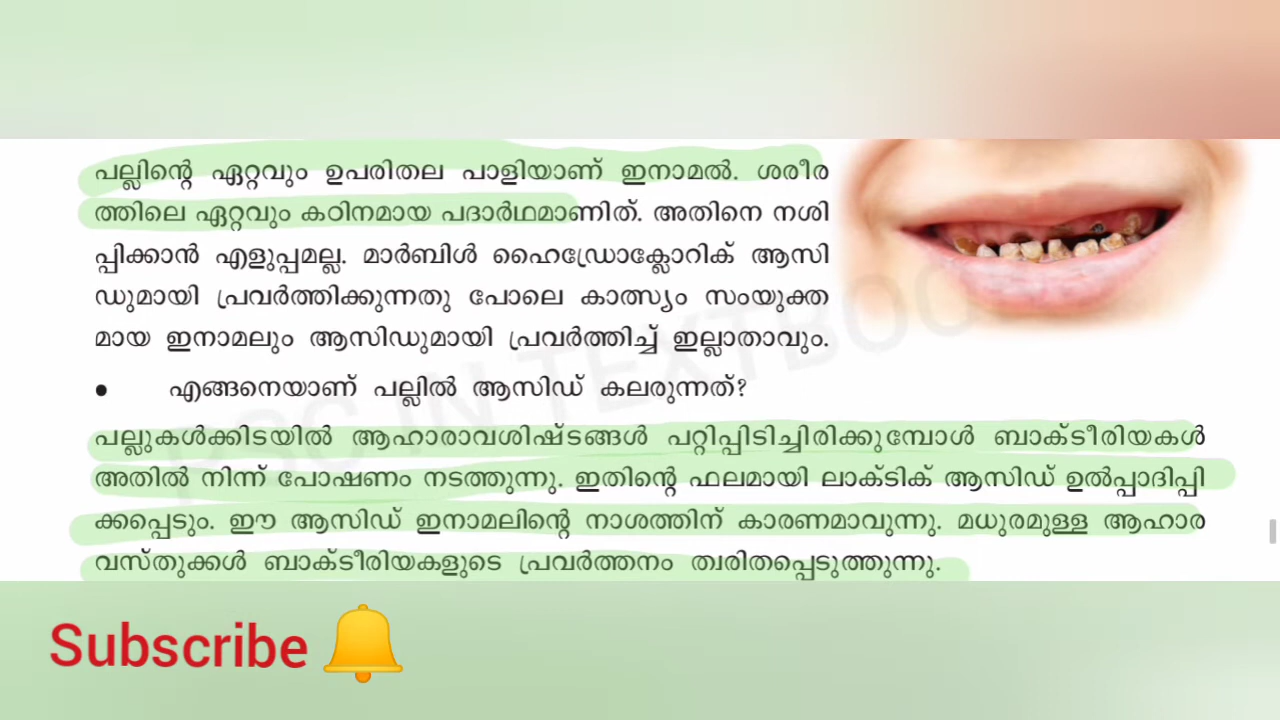 പല്ലിന്റെ ഏറ്റവും ഉപരിതല പാളിയാണ് ഇനാമൽ. ശരീര
ത്തിലെ ഏറ്റവും കഠിനമായ പദാർഥമാണിത്. അതിനെ നശി
പ്പിക്കാൻ എളുപ്പമല്ല. മാർബിൾ ഹൈഡ്രോക്ലോറിക് ആസി
ഡുമായി പ്രവർത്തിക്കുന്നതു പോലെ കാത്സ്യം സംയുക്ത
മായ ഇനാമലും ആസിഡുമായി പ്രവർത്തിച്ച് ഇല്ലാതാവും.
• എങ്ങനെയാണ് പല്ലിൽ ആസിഡ് കലരുന്നത്?
പല്ലുകൾക്കിടയിൽ ആഹാരാവശിഷ്ടങ്ങൾ പറ്റിപ്പിടിച്ചിരിക്കുമ്പോൾ ബാക്ടീരിയകൾ
അതിൽ നിന്ന് പോഷണം നടത്തുന്നു. ഇതിന്റെ ഫലമായി ലാക്ടിക് ആസിഡ് ഉൽപ്പാദിപ്പി
ക്കപ്പെടും. ഈ ആസിഡ് ഇനാമലിന്റെ നാശത്തിന് കാരണമാവുന്നു. മധുരമുള്ള ആഹാര
വസ്തുക്കൾ ബാക്ടീരിയകളുടെ പ്രവർത്തനം ത്വരിതപ്പെടുത്തുന്നു.
PSC IN TEXTBOO
Subscribe